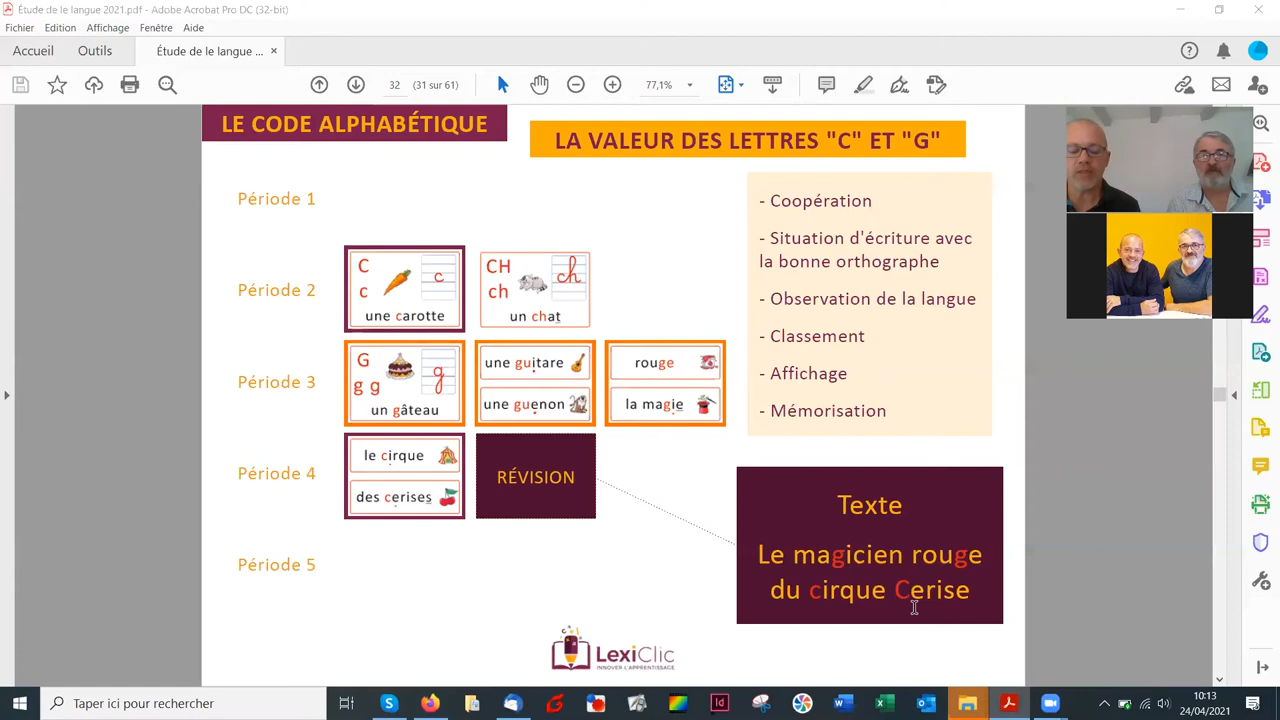 Étude de le langue 2021.pdf - Adobe Acrobat Pro DC (32-bit)
Fichier Edition Affichage Fenêtre Aide
Accueil Outils Étude de le langue ... ×
32 (31 sur 61) 77,1%
LE CODE ALPHABÉTIQUE
LA VALEUR DES LETTRES "C" ET "G"
Période 1
Période 2
C
c
c
une carotte
CH
ch
ch
un chat
Période 3
G
g g
g
un gâteau
une guitare
une guenon
rouge
la magie
Période 4
le cirque
des cerises
RÉVISION
Période 5
- Coopération
- Situation d'écriture avec
la bonne orthographe
- Observation de la langue
- Classement
- Affichage
- Mémorisation
Texte
Le magicien rouge
du cirque Cerise
LexiClic
INNOVER L'APPRENTISSAGE
Tapez ici pour rechercher
10:13
24/04/2021